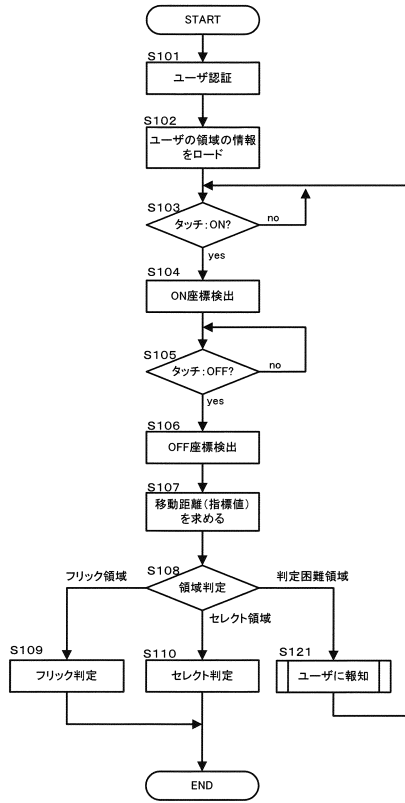 START
S101
ユーザ認証
S102
ユーザの領域の情報
をロード
S103
タッチ：ON?
no
yes
S104
ON座標検出
S105
タッチ：OFF?
no
yes
S106
OFF座標検出
S107
移動距離（指標値）
を求める
S108
領域判定
フリック領域
判定困難領域
セレクト領域
S109
フリック判定
S110
セレクト判定
S121
ユーザに報知
END